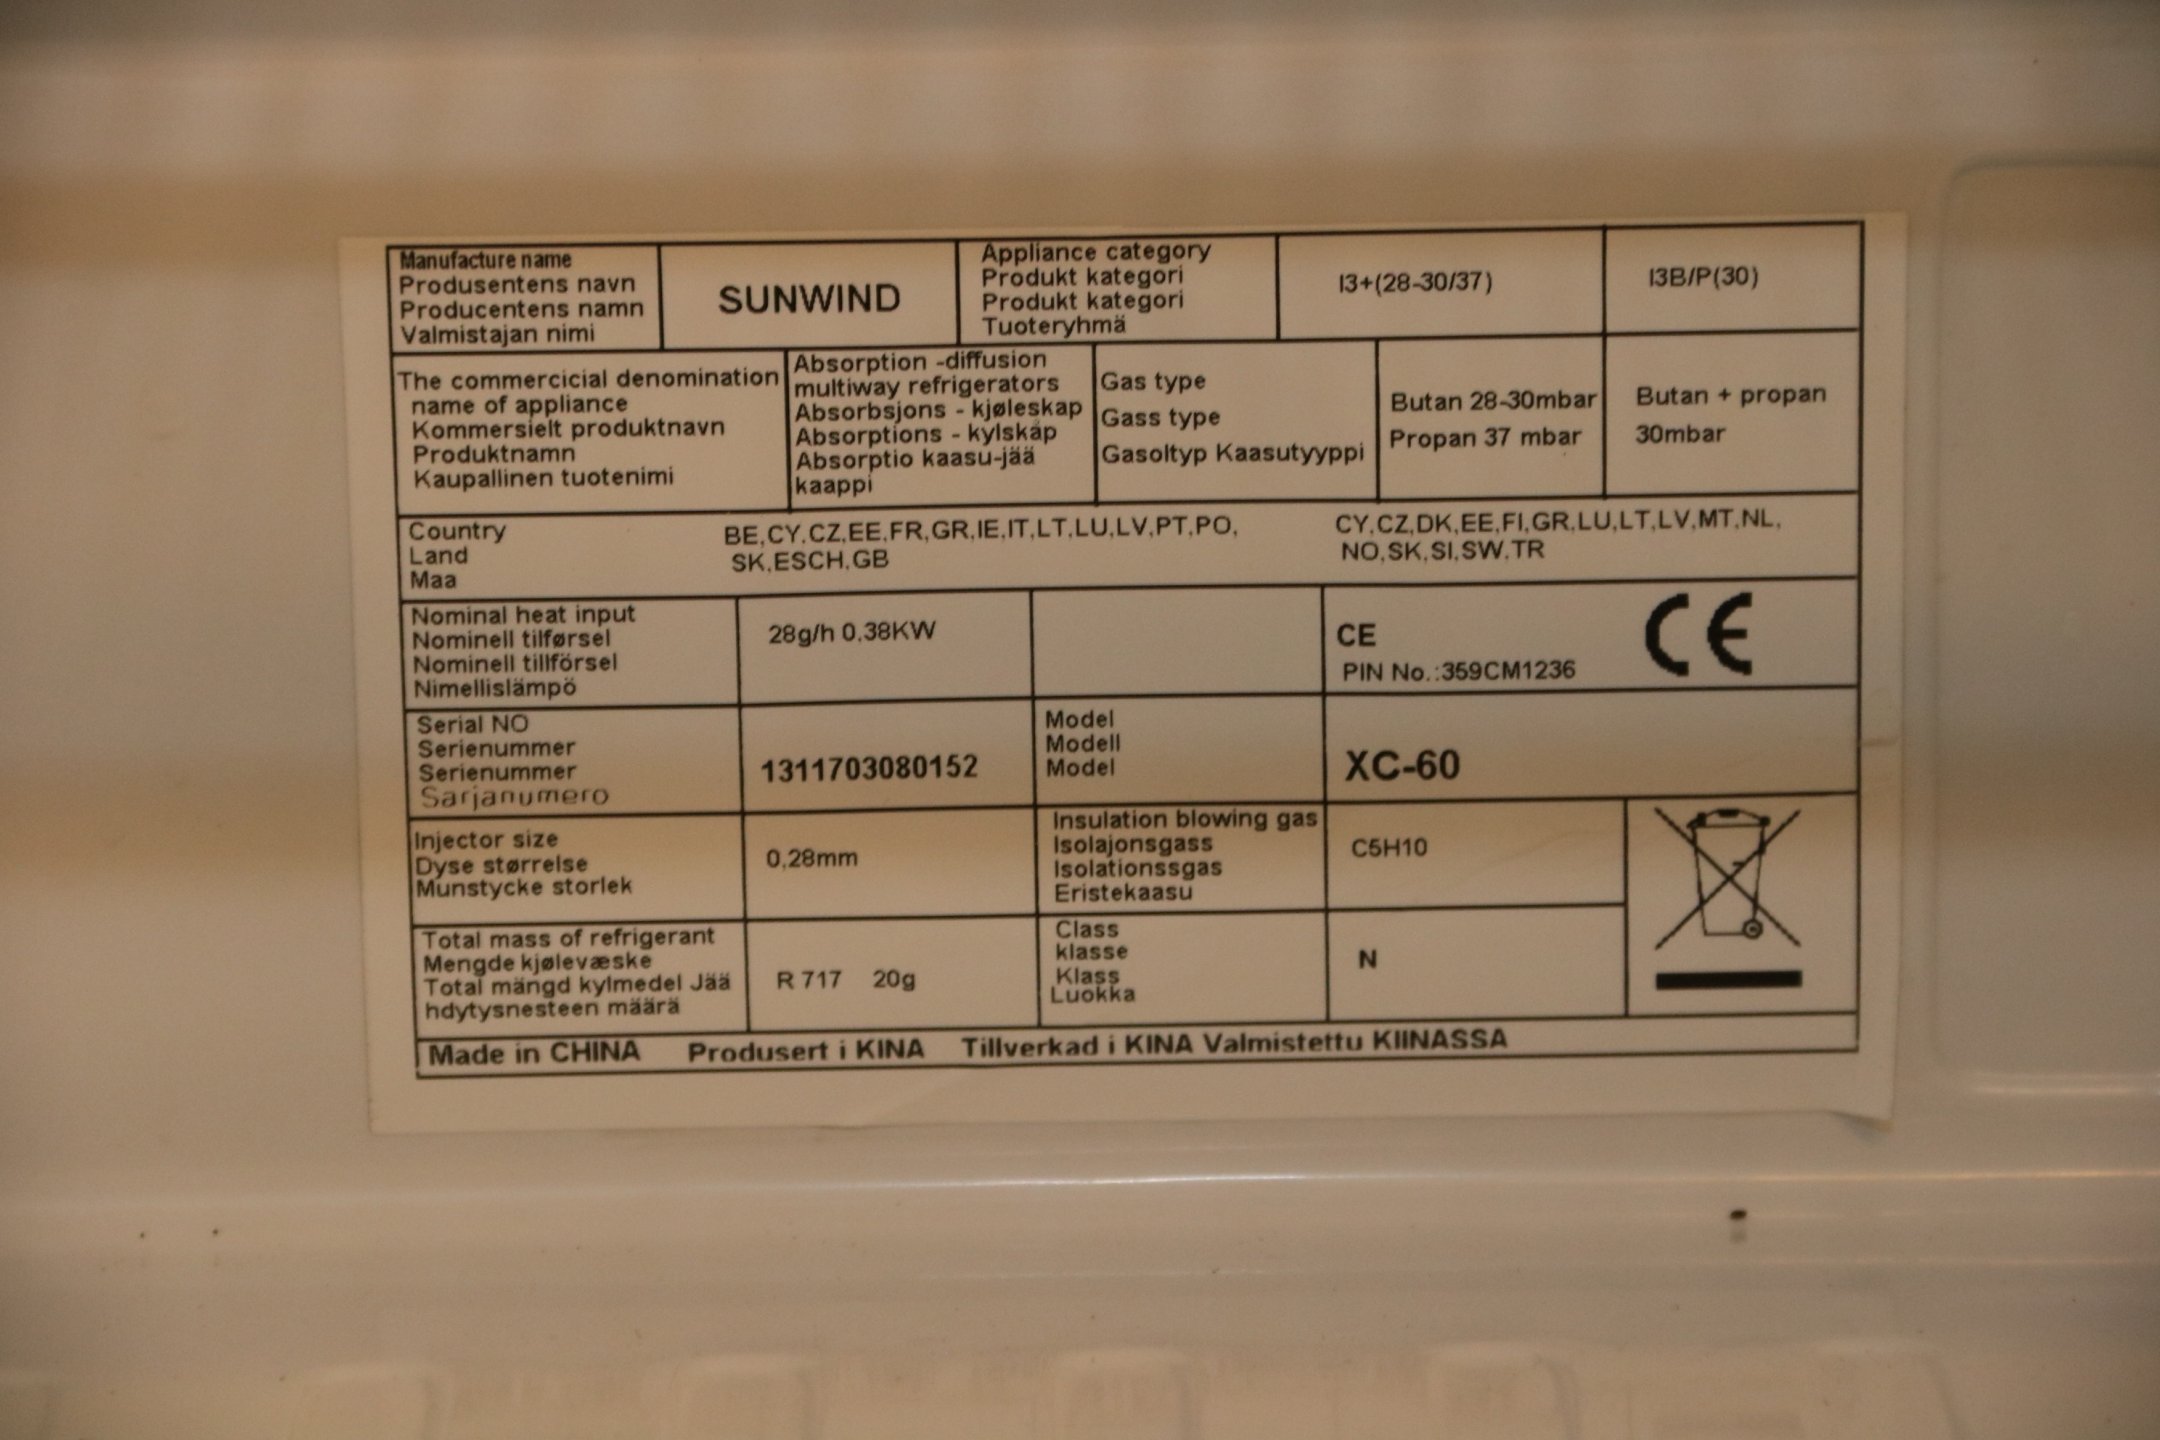 Manufacture name
Produsentens navn
Producentens namn
Valmistajan nimi
SUNWIND
Appliance category
Produkt kategori
Produkt kategori
Tuoteryhmä
I3+(28-30/37)
I3B/P(30)
The commercicial denomination
name of appliance
Kommersielt produktnavn
Produktnamn
Kaupallinen tuotenimi
Absorption -diffusion
multiway refrigerators
Absorbsjons - kjøleskap
Absorptions - kylskåp
Absorptio kaasu-jää
kaappi
Gas type
Gass type
Gasoltyp Kaasutyyppi
Butan 28-30mbar
Propan 37 mbar
Butan + propan
30mbar
Country
Land
Maa
BE,CY,CZ,EE,FR,GR,IE,IT,LT,LU,LV,PT,PO,
SK,ESCH,GB
CY,CZ,DK,EE,FI,GR,LU,LT,LV,MT,NL,
NO,SK,SI,SW,TR
Nominal heat input
Nominell tilførsel
Nominell tillförsel
Nimellislämpö
28g/h 0.38KW
CE
PIN No.:359CM1236
CE
Serial NO
Serienummer
Serienummer
Sarjanumero
1311703080152
Model
Modell
Model
XC-60
Injector size
Dyse størrelse
Munstycke storlek
0,28mm
Insulation blowing gas
Isolajonsgass
Isolationssgas
Eristekaasu
C5H10
Total mass of refrigerant
Mengde kjølevæske
Total mängd kylmedel Jää
hdytysnesteen määrä
R 717 20g
Class
klasse
Klass
Luokka
N
Made in CHINA Produsert i KINA Tillverkad i KINA Valmistettu KIINASSA